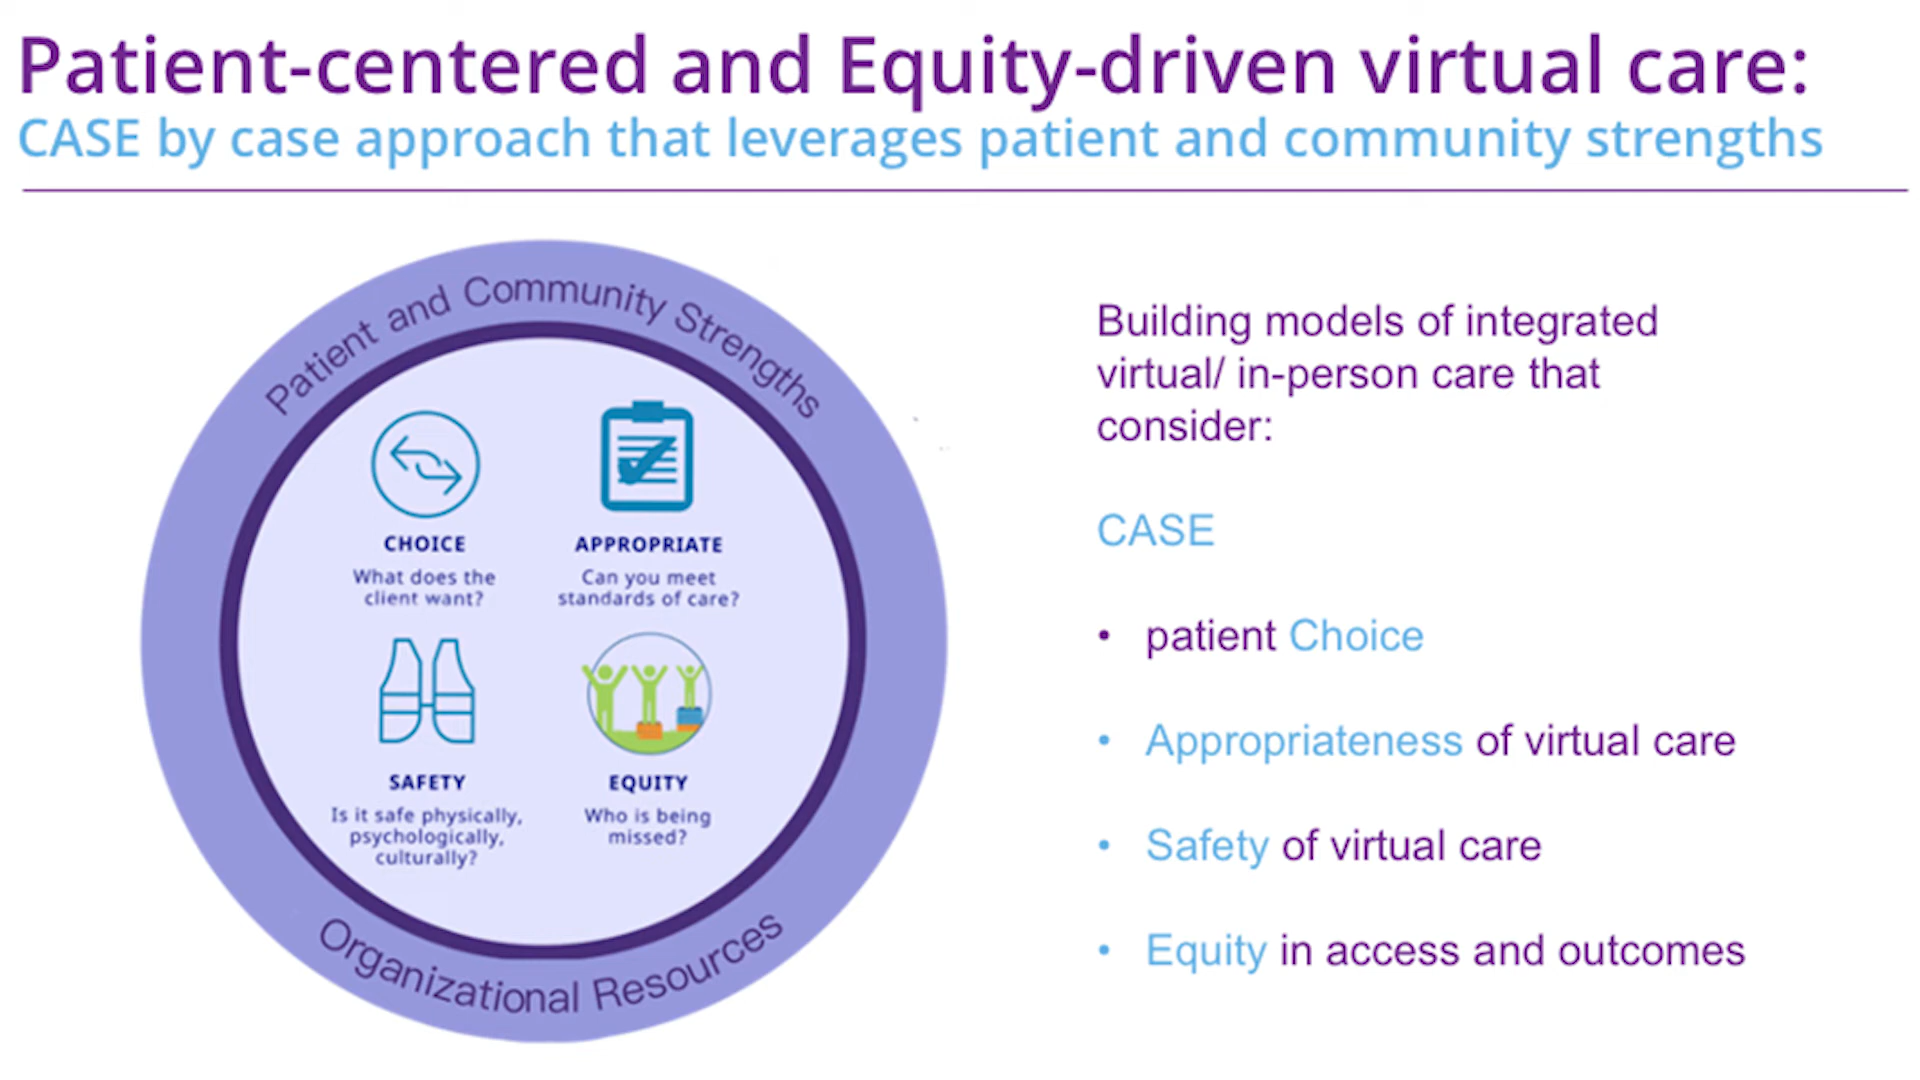 Patient-centered and Equity-driven virtual care:
CASE by case approach that leverages patient and community strengths
Patient and Community Strengths
CHOICE
What does the
client want?
APPROPRIATE
Can you meet
standards of care?
SAFETY
Is it safe physically,
psychologically,
culturally?
EQUITY
Who is being
missed?
Organizational Resources
Building models of integrated
virtual/ in-person care that
consider:
CASE
• patient Choice
• Appropriateness of virtual care
• Safety of virtual care
• Equity in access and outcomes